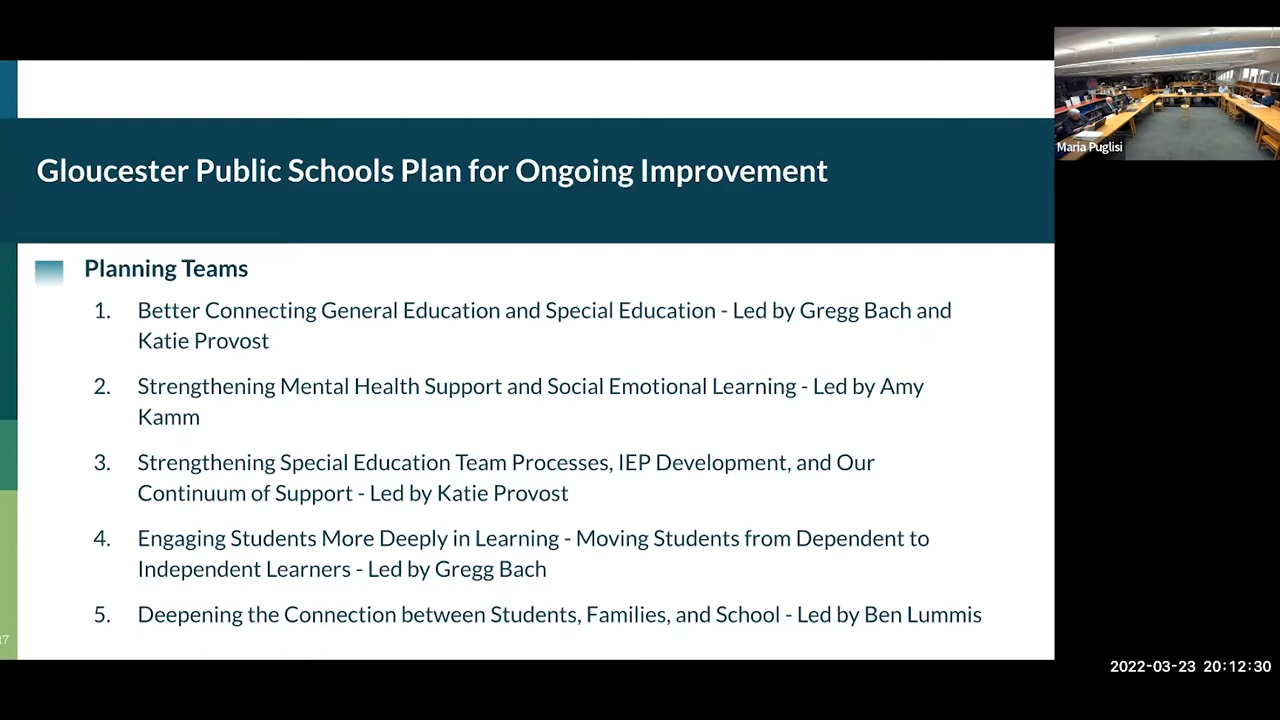 Gloucester Public Schools Plan for Ongoing Improvement
Maria Puglisi
Planning Teams
1. Better Connecting General Education and Special Education - Led by Gregg Bach and
Katie Provost
2. Strengthening Mental Health Support and Social Emotional Learning - Led by Amy
Kamm
3. Strengthening Special Education Team Processes, IEP Development, and Our
Continuum of Support - Led by Katie Provost
4. Engaging Students More Deeply in Learning - Moving Students from Dependent to
Independent Learners - Led by Gregg Bach
5. Deepening the Connection between Students, Families, and School - Led by Ben Lummis
17
2022-03-23 20:12:30